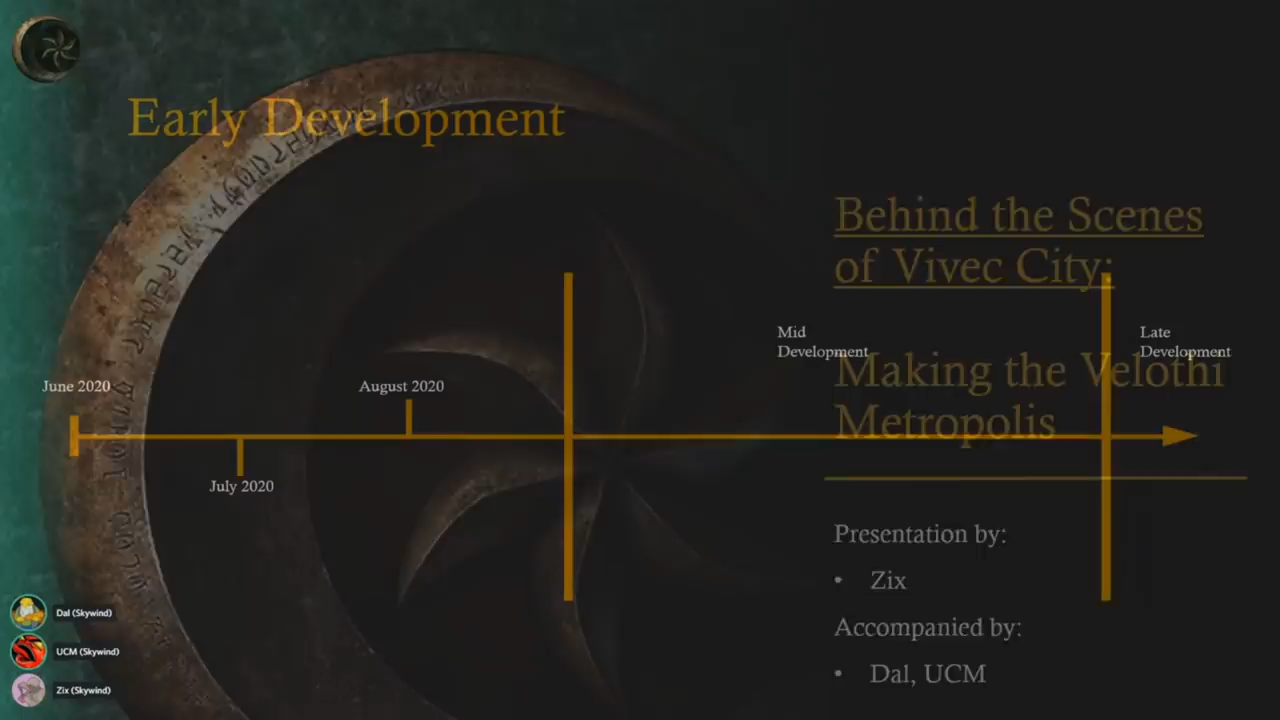 Early Development
Behind the Scenes
of Vivec City:
Mid
Development
Late
Development
Making the Velothi
Metropolis
June 2020
August 2020
July 2020
Presentation by:
• Zix
Accompanied by:
• Dal, UCM
Dal (Skywind)
UCM (Skywind)
Zix (Skywind)